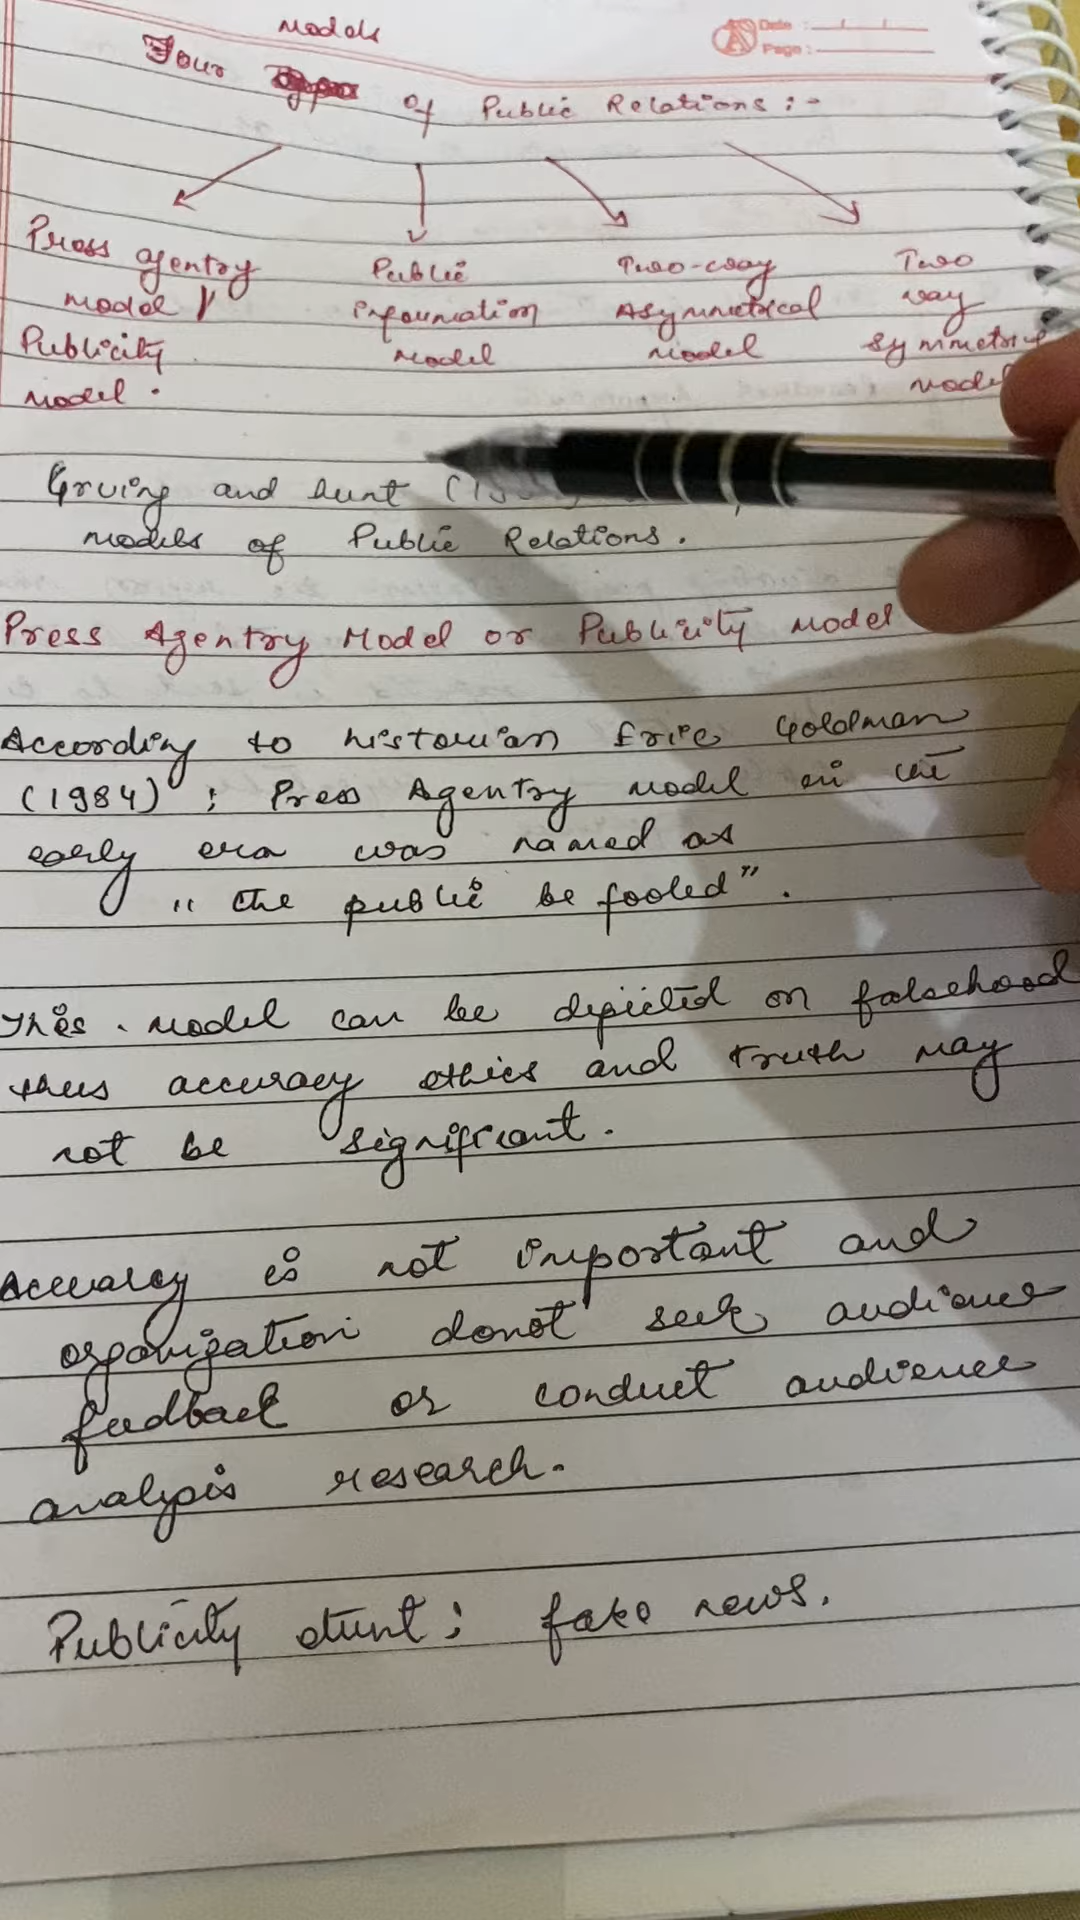 Date :
Page :
Models
Four of Public Relations : -
Press agentry
model /
Publicity
model .
Public
information
model
Two-way
Asymmetrical
model
Two
way
symmetric
model
and hunt
models of Public Relations .
Press Agentry Model or Publicity model
According to historian Eric Goldman
(1984) ; Press Agentry model in the
early era was named as
" the public be fooled " .
This . model can be depicted on falsehood
thus accuracy ethics and truth may
not be significant .
Accuracy is not important and
organization donot seek audience
feedback or conduct audience
analysis research .
Publicity stunt ; fake news .